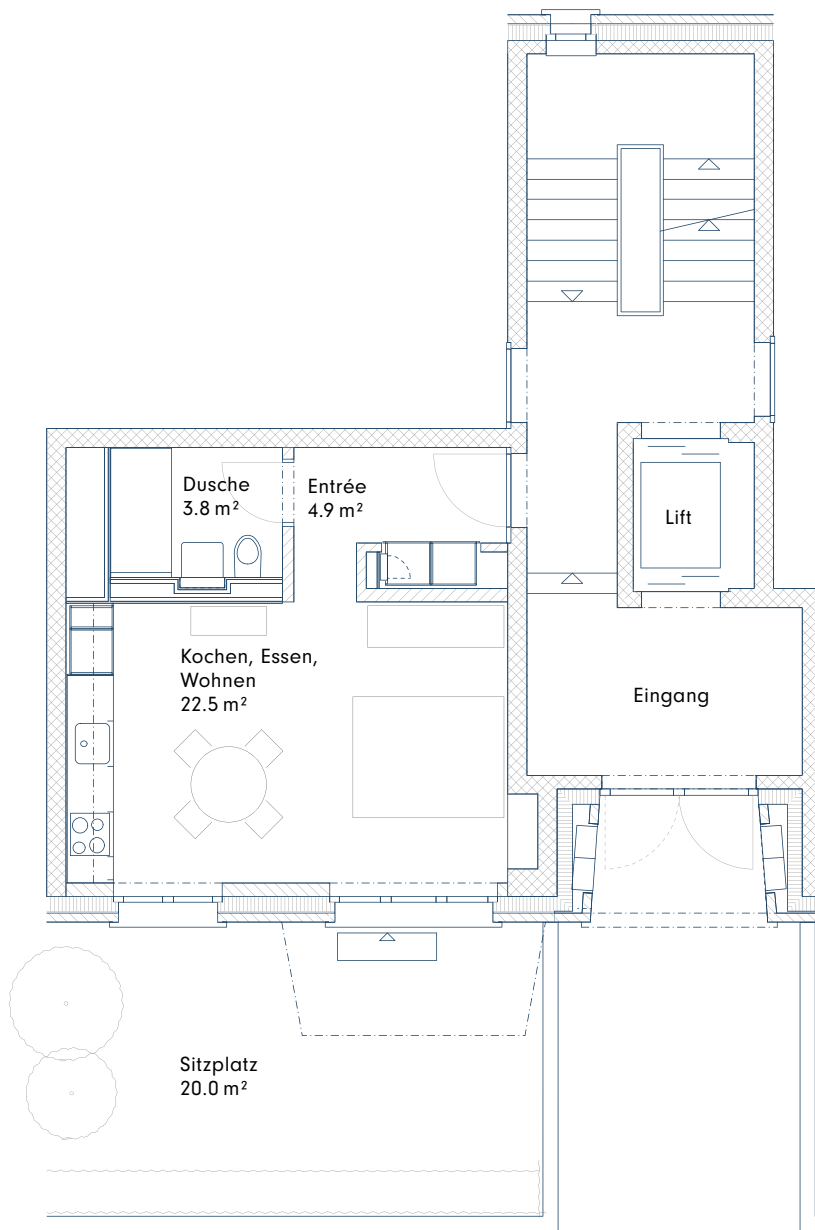 Dusche
3.8 m²
Entrée
4.9 m²
Lift
Kochen, Essen,
Wohnen
22.5 m²
Eingang
Sitzplatz
20.0 m²